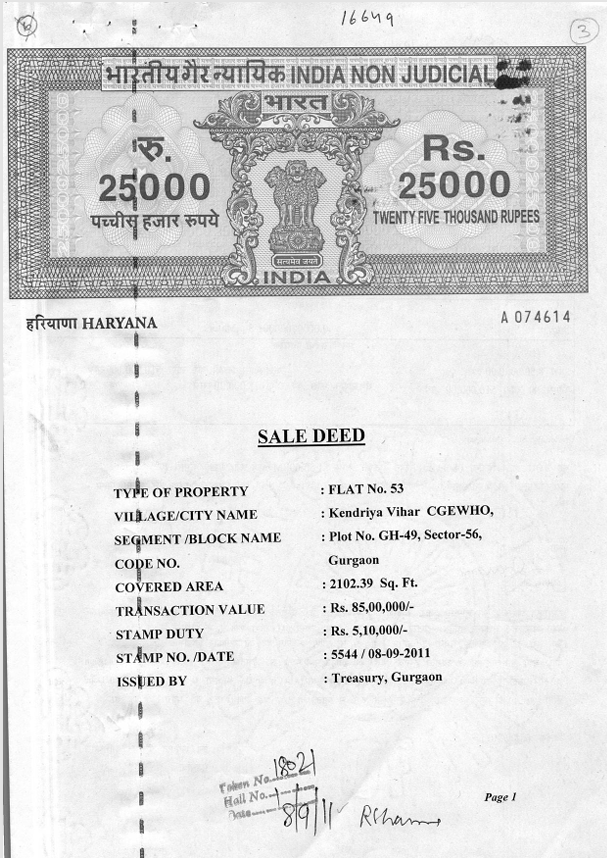 16649
3
भारतीय गैर न्यायिक INDIA NON JUDICIAL
भारत
रु.
25000
पच्चीस हजार रुपये
Rs.
25000
TWENTY FIVE THOUSAND RUPEES
सत्यमेव जयते
INDIA
हरियाणा HARYANA
A 074614
SALE DEED
TYPE OF PROPERTY : FLAT No. 53
VILLAGE/CITY NAME : Kendriya Vihar CGEWHO,
SEGMENT /BLOCK NAME : Plot No. GH-49, Sector-56,
CODE NO. Gurgaon
COVERED AREA : 2102.39 Sq. Ft.
TRANSACTION VALUE : Rs. 85,00,000/-
STAMP DUTY : Rs. 5,10,000/-
STAMP NO. /DATE : 5544 / 08-09-2011
ISSUED BY : Treasury, Gurgaon
Token No. 18021
Hall No. 1
Date 8/9/11
Page 1